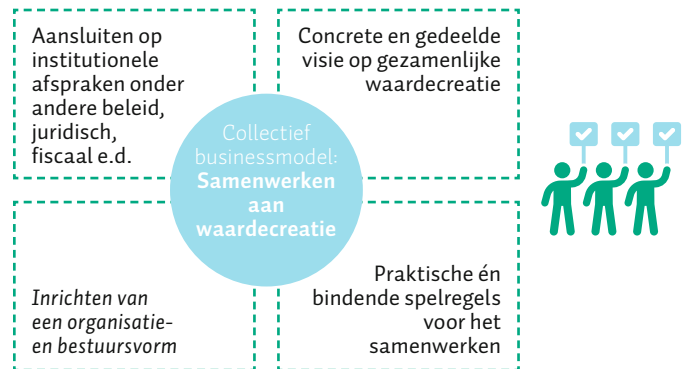 Aansluiten op
institutionele
afspraken onder
andere beleid,
juridisch,
fiscaal e.d.
Concrete en gedeelde
visie op gezamenlijke
waardecreatie
Collectief
businessmodel:
Samenwerken
aan
waardecreatie
Inrichten van
een organisatie-
en bestuursvorm
Praktische én
bindende spelregels
voor het
samenwerken